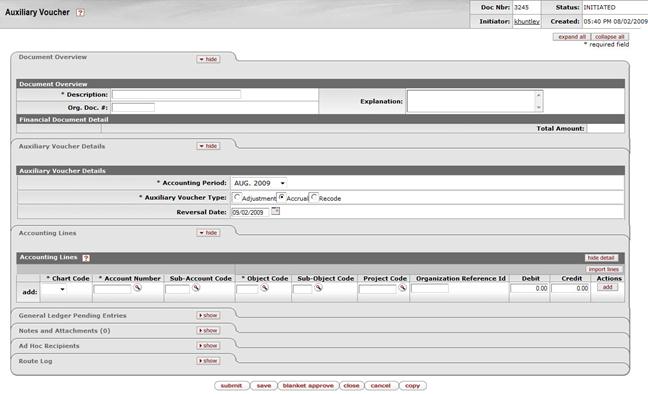 Auxiliary Voucher ?
Doc Nbr: 3245 Status: INITIATED
Initiator: khuntley Created: 05:40 PM 08/02/2009
expand all collapse all
* required field
Document Overview hide
Document Overview
* Description: Explanation:
Org. Doc. #:
Financial Document Detail
Total Amount:
Auxiliary Voucher Details hide
Auxiliary Voucher Details
* Accounting Period: AUG. 2009
* Auxiliary Voucher Type: Adjustment Accrual Recode
Reversal Date: 09/02/2009
Accounting Lines hide
Accounting Lines ? hide detail
import lines
* Chart Code * Account Number Sub-Account Code * Object Code Sub-Object Code Project Code Organization Reference Id Debit Credit Actions
add: 0.00 0.00 add
General Ledger Pending Entries show
Notes and Attachments (0) show
Ad Hoc Recipients show
Route Log show
submit save blanket approve close cancel copy